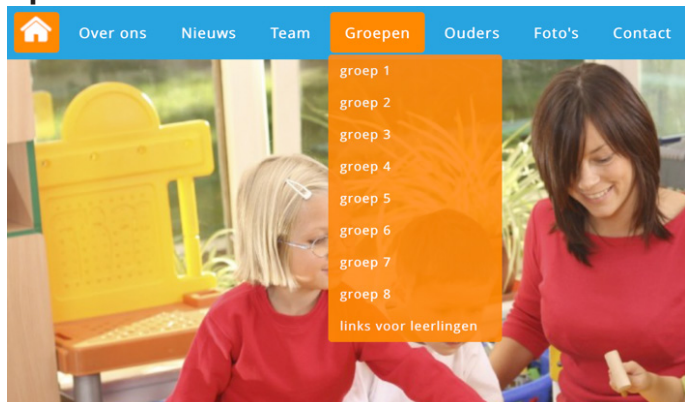 Over ons Nieuws Team Groepen Ouders Foto's Contact
groep 1
groep 2
groep 3
groep 4
groep 5
groep 6
groep 7
groep 8
links voor leerlingen